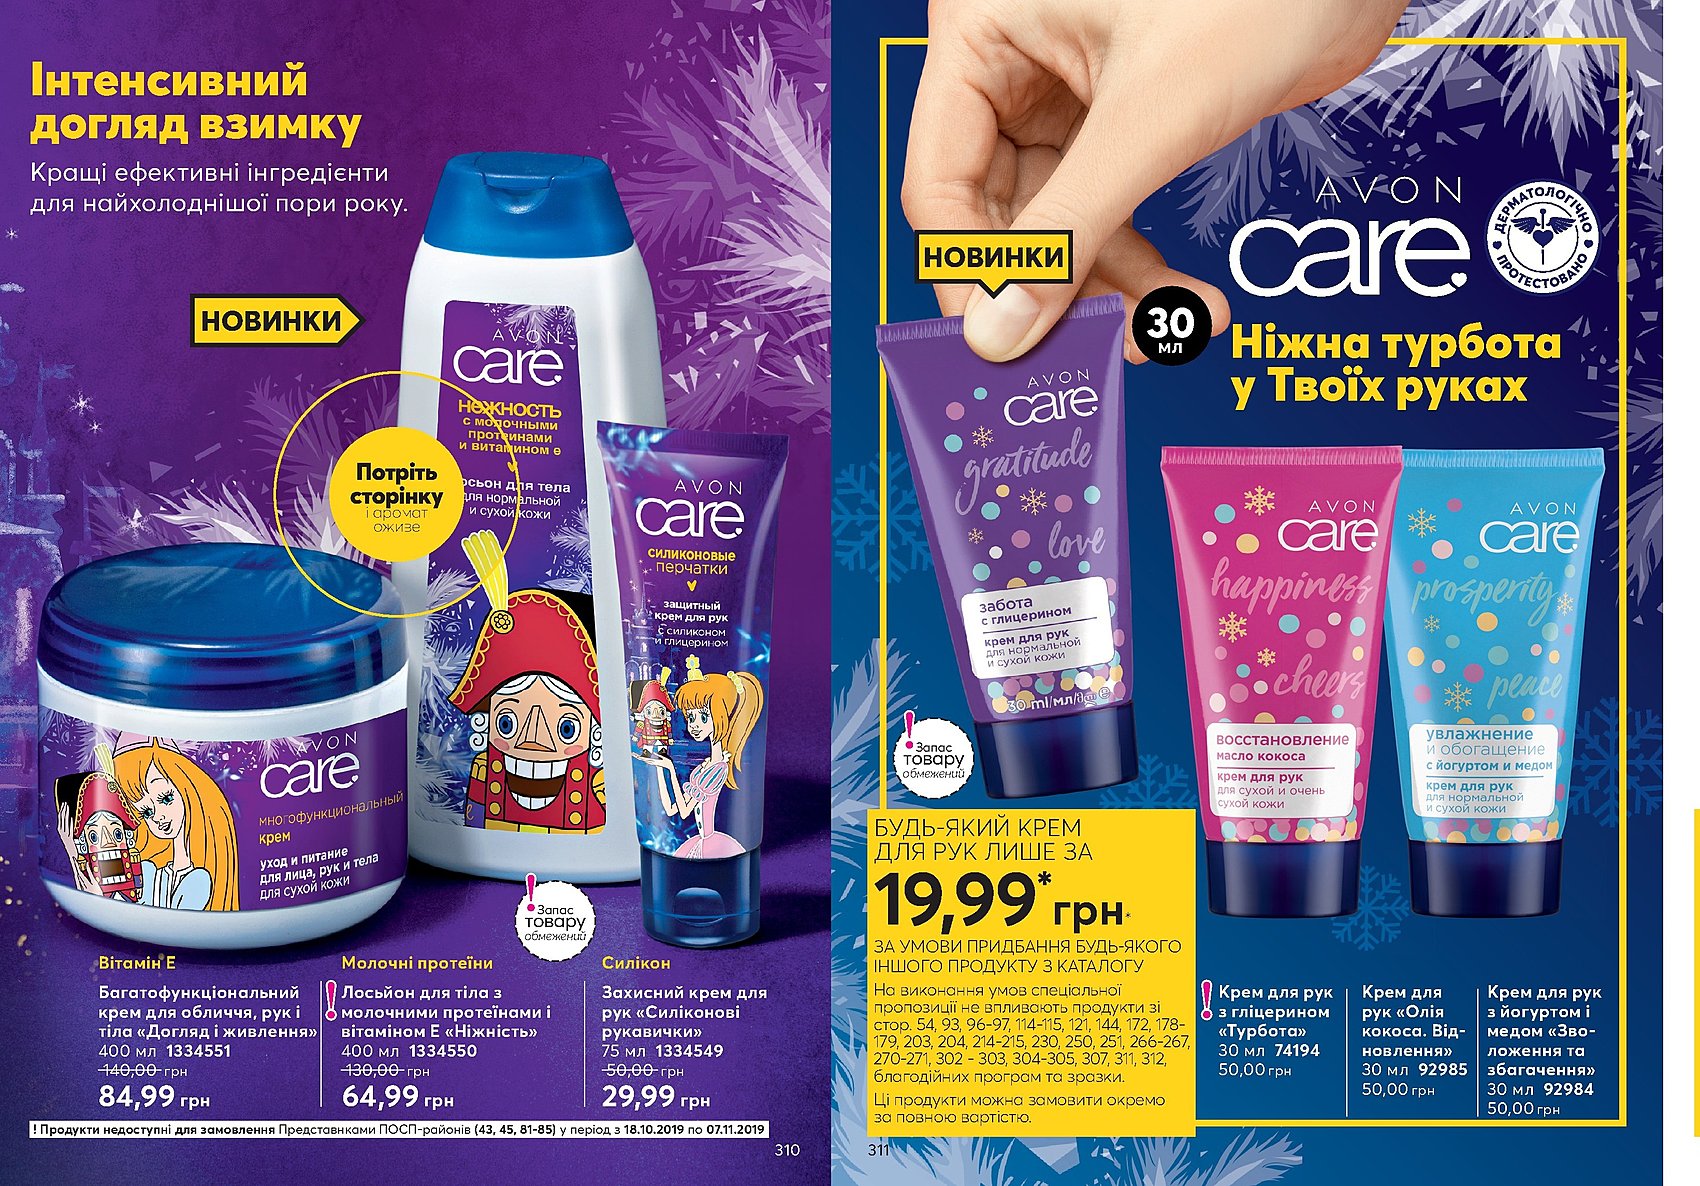 Інтенсивний
догляд взимку
Кращі ефективні інгредієнти
для найхолоднішої пори року.
НОВИНКИ
Потріть
сторінку
і аромат
оживе
AVON
care
НЕЖНОСТЬ
с молочными
протеинами
и витамином е
лосьон для тела
для нормальной
и сухой кожи
AVON
care
силиконовые
перчатки
защитный
крем для рук
с силиконом
и глицерином
AVON
care
многофункциональный
крем
уход и питание
для лица, рук и тела
для сухой кожи
! Запас
товару
обмежений
Вітамін Е
Багатофункціональний
крем для обличчя, рук і
тіла «Догляд і живлення»
400 мл 1334551
140,00 грн
84,99 грн
Молочні протеїни
! Лосьйон для тіла з
молочними протеїнами і
вітаміном Е «Ніжність»
400 мл 1334550
130,00 грн
64,99 грн
Силікон
Захисний крем для
рук «Силіконові
рукавички»
75 мл 1334549
50,00 грн
29,99 грн
! Продукти недоступні для замовлення Представнками ПОСП-районів (43, 45, 81-85) у період з 18.10.2019 по 07.11.2019
310
AVON
care
ДЕРМАТОЛОГІЧНО
ПРОТЕСТОВАНО
НОВИНКИ
30
МЛ
Ніжна турбота
у Твоїх руках
AVON
care
gratitude
love
забота
с глицерином
крем для рук
для нормальной
и сухой кожи
30 ml/мл/
AVON
care
happiness
cheers
восстановление
масло кокоса
крем для рук
для сухой и очень
сухой кожи
AVON
care
prosperity
peace
увлажнение
и обогащение
с йогуртом и медом
крем для рук
для нормальной
и сухой кожи
! Запас
товару
обмежений
БУДЬ-ЯКИЙ КРЕМ
ДЛЯ РУК ЛИШЕ ЗА
19,99* грн*
ЗА УМОВИ ПРИДБАННЯ БУДЬ-ЯКОГО
ІНШОГО ПРОДУКТУ З КАТАЛОГУ
На виконання умов спеціальної
пропозиції не впливають продукти зі
стор. 54, 93, 96-97, 114-115, 121, 144, 172, 178-
179, 203, 204, 214-215, 230, 250, 251, 266-267,
270-271, 302 - 303, 304-305, 307, 311, 312,
благодійних програм та зразки.
Ці продукти можна замовити окремо
за повною вартістю.
! Крем для рук
з гліцерином
«Турбота»
30 мл 74194
50,00 грн
Крем для
рук «Олія
кокоса. Від-
новлення»
30 мл 92985
50,00 грн
Крем для рук
з йогуртом і
медом «Зво-
ложення та
збагачення»
30 мл 92984
50,00 грн
311